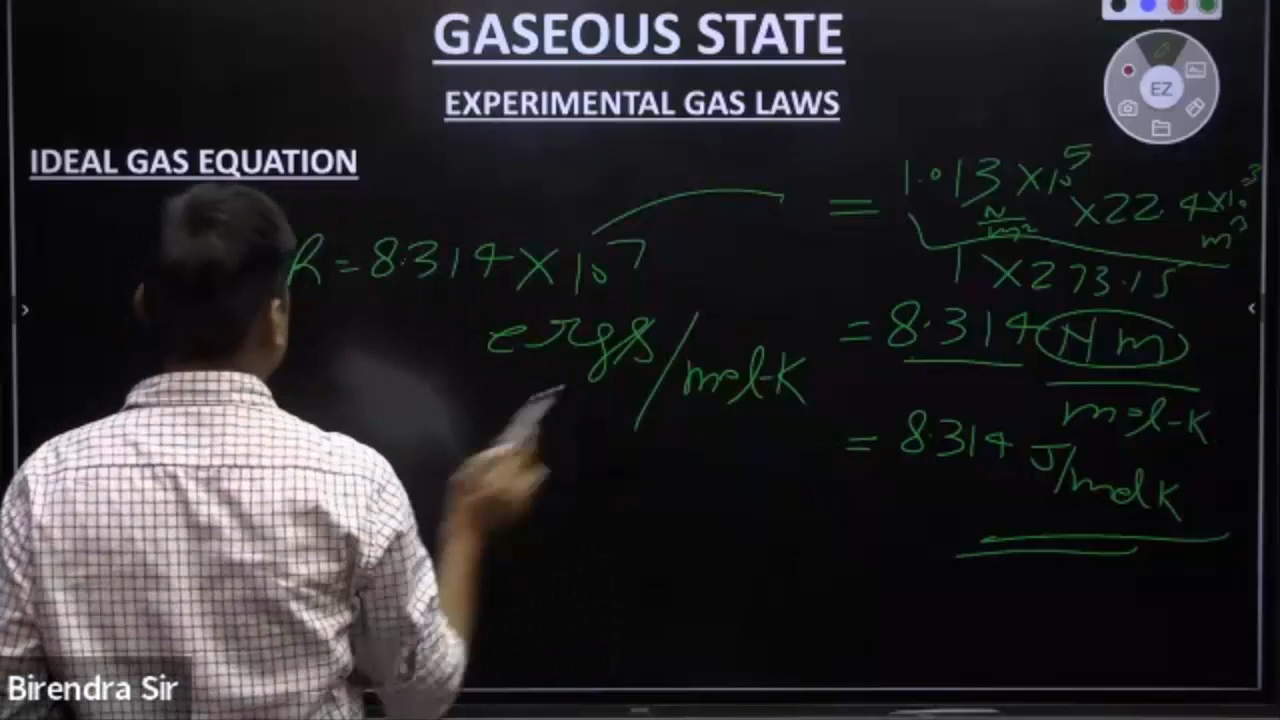 GASEOUS STATE
EXPERIMENTAL GAS LAWS
EZ
IDEAL GAS EQUATION
R = 8.314 × 10⁷
ergs/mol-K
= 1.013 × 10⁵ N/m² × 22.4 × 10⁻³ m³
1 × 273.15
= 8.314 N m
mol-K
= 8.314 J/mol K
Birendra Sir